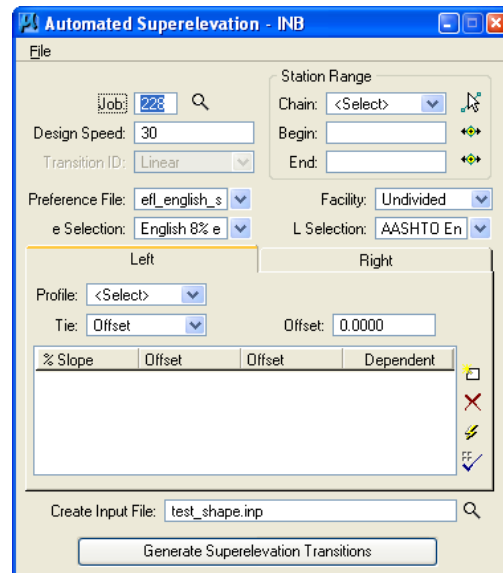 Automated Superelevation - INB
File
Station Range
Job: 228
Chain: <Select>
Design Speed: 30
Begin:
Transition ID: Linear
End:
Preference File: efl_english_s
Facility: Undivided
e Selection: English 8% e
L Selection: AASHTO En
Left
Right
Profile: <Select>
Tie: Offset
Offset: 0.0000
% Slope Offset Offset Dependent
FF
Create Input File: test_shape.inp
Generate Superelevation Transitions